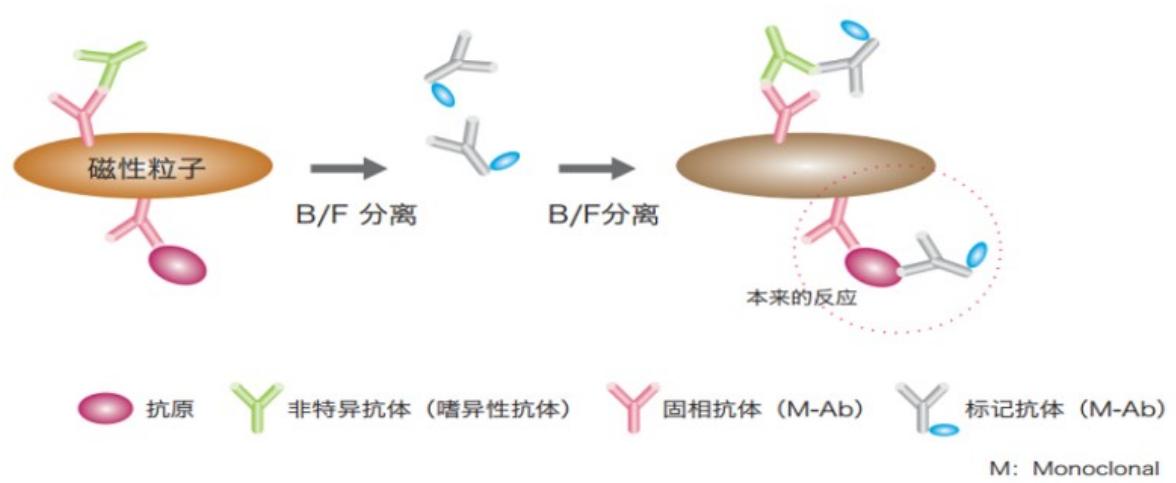 磁性粒子
B/F 分离
B/F分离
本来的反应
抗原
非特异抗体（嗜异性抗体）
固相抗体（M-Ab）
标记抗体（M-Ab）
M：Monoclonal